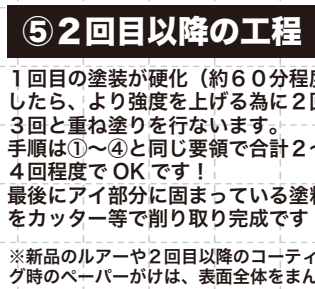 ⑤２回目以降の工程
１回目の塗装が硬化（約６０分程度
したら、より強度を上げる為に２回
３回と重ね塗りを行ないます。
手順は①〜④と同じ要領で合計２〜
４回程度で OK です！
最後にアイ部分に固まっている塗料
をカッター等で削り取り完成です
※新品のルアーや２回目以降のコーティ
グ時のペーパーがけは、表面全体をまん